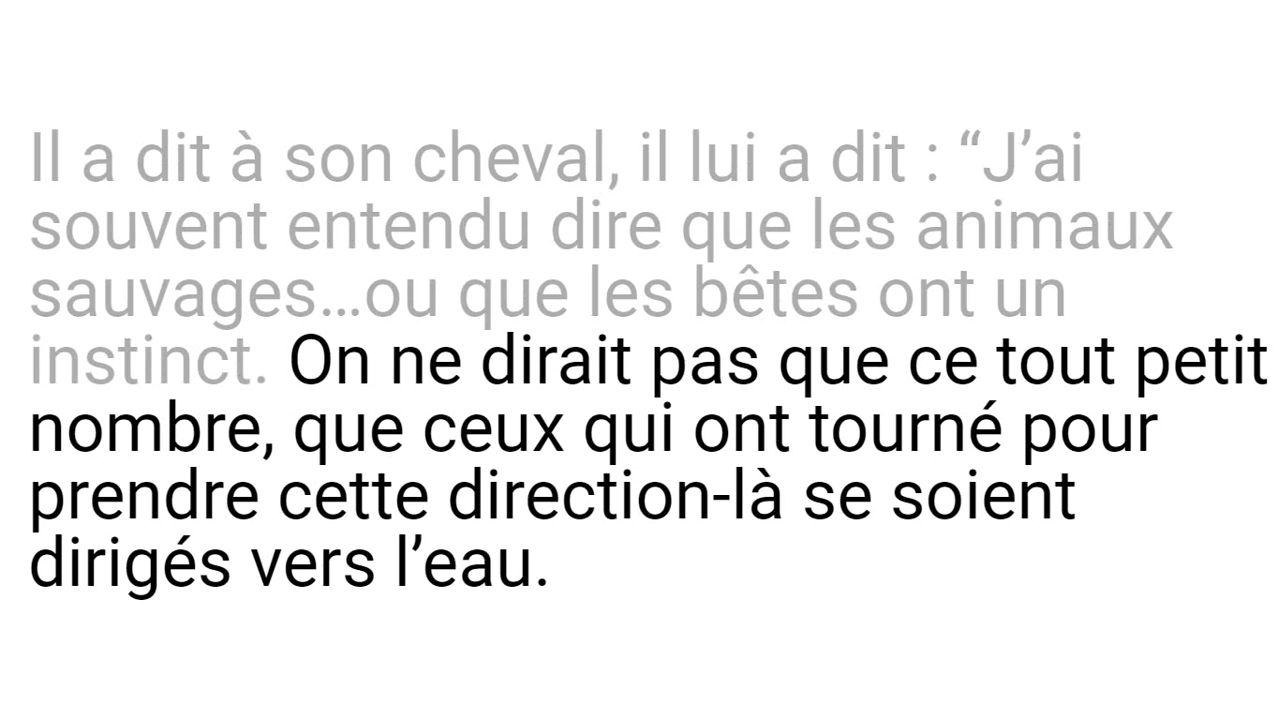 Il a dit à son cheval, il lui a dit : “J’ai
souvent entendu dire que les animaux
sauvages…ou que les bêtes ont un
instinct. On ne dirait pas que ce tout petit
nombre, que ceux qui ont tourné pour
prendre cette direction-là se soient
dirigés vers l’eau.